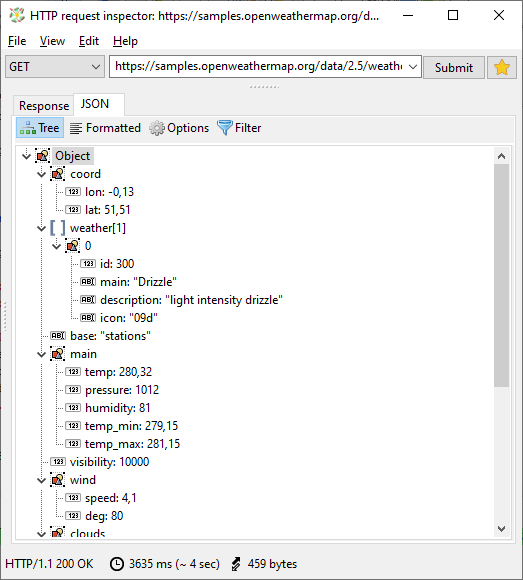 HTTP request inspector: https://samples.openweathermap.org/d...
File View Edit Help
GET https://samples.openweathermap.org/data/2.5/weath Submit
Response JSON
Tree Formatted Options Filter
Object
coord
123 lon: -0,13
123 lat: 51,51
[ ] weather[1]
0
123 id: 300
ABI main: "Drizzle"
ABI description: "light intensity drizzle"
ABI icon: "09d"
ABI base: "stations"
main
123 temp: 280,32
123 pressure: 1012
123 humidity: 81
123 temp_min: 279,15
123 temp_max: 281,15
123 visibility: 10000
wind
123 speed: 4,1
123 deg: 80
clouds
HTTP/1.1 200 OK 3635 ms (~ 4 sec) 459 bytes